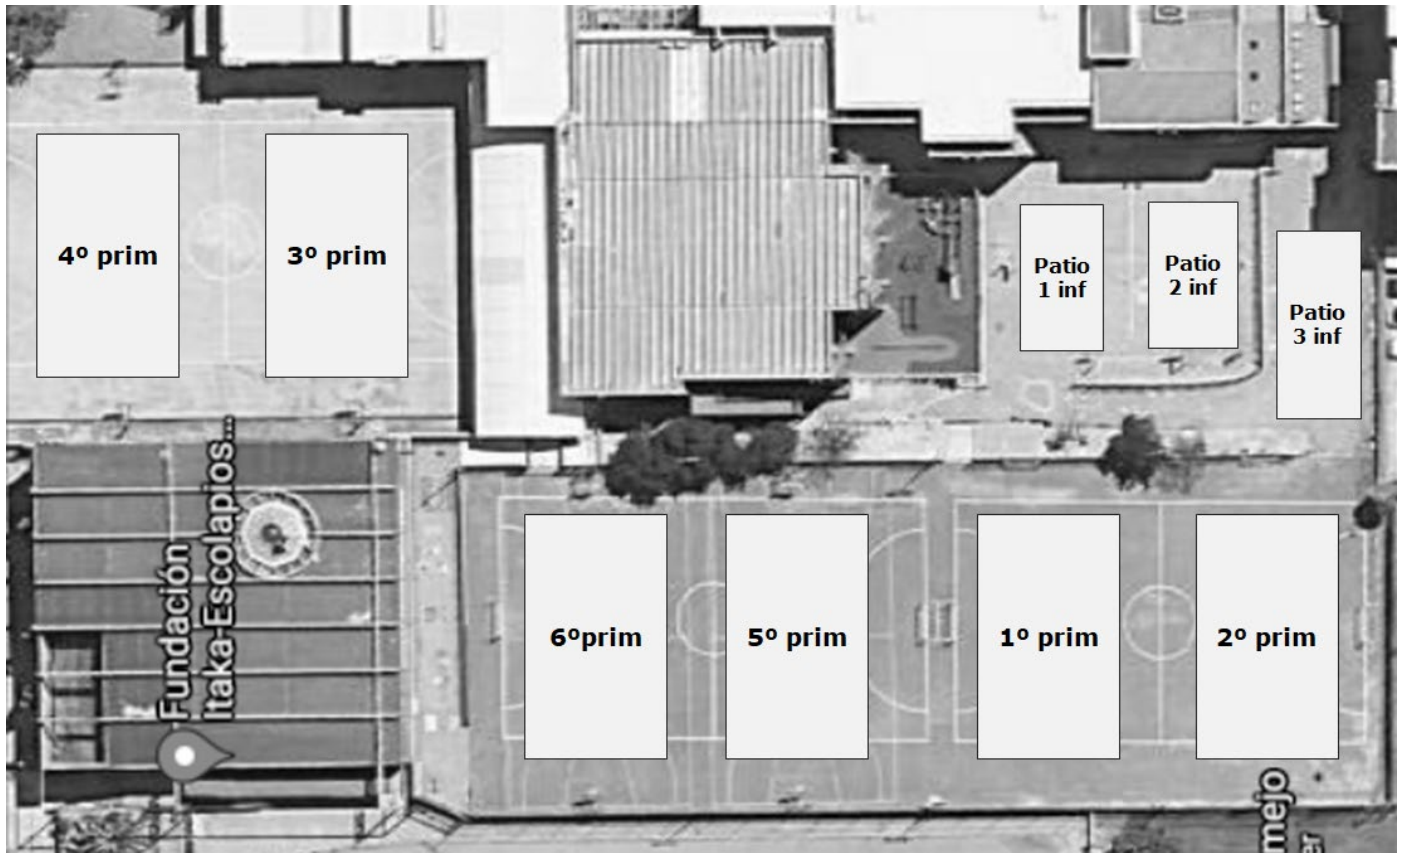 4º prim
3º prim
Patio
1 inf
Patio
2 inf
Patio
3 inf
Fundación
Itaka-Escolapios...
6ºprim
5º prim
1º prim
2º prim
mejo
er